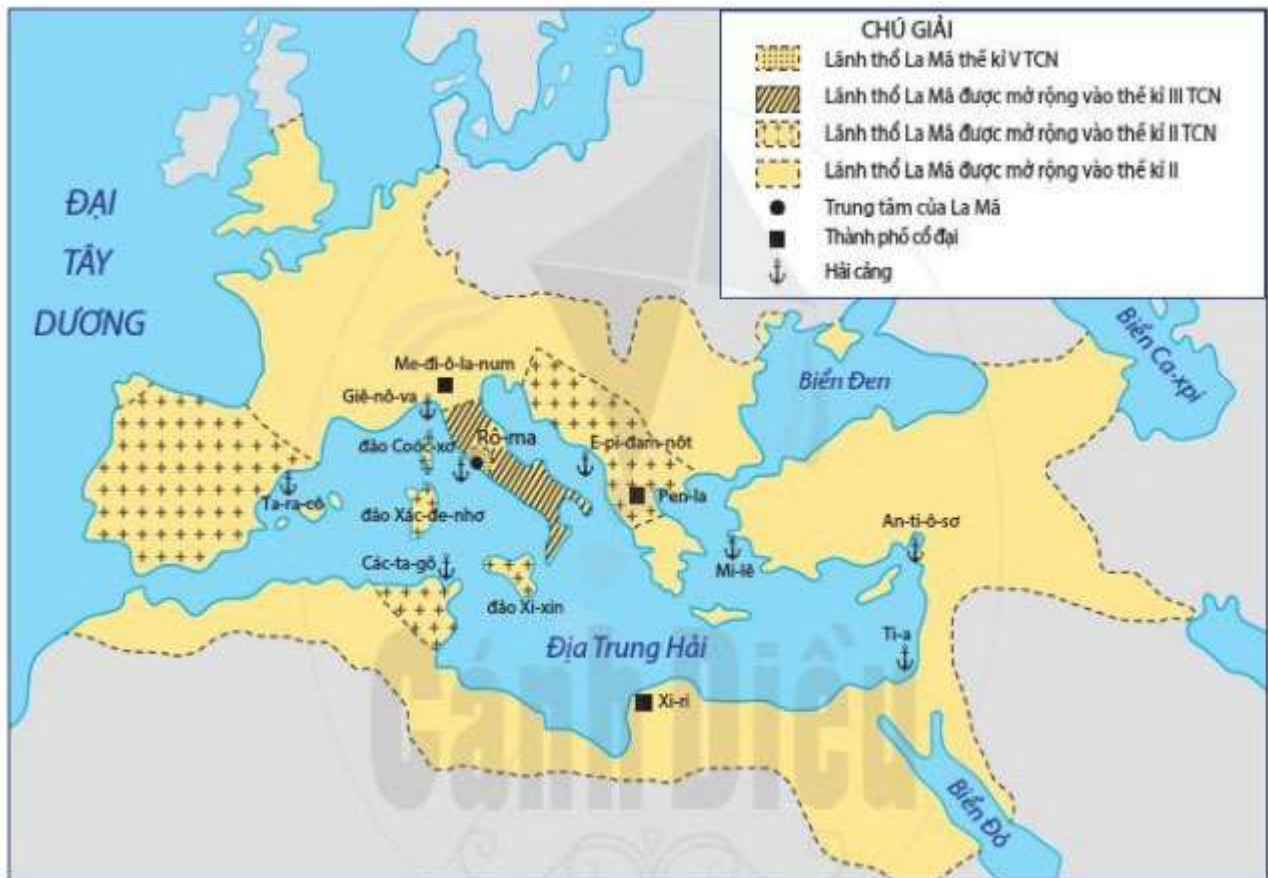 CHÚ GIẢI
Lãnh thổ La Mã thế kỉ V TCN
Lãnh thổ La Mã được mở rộng vào thế kỉ III TCN
Lãnh thổ La Mã được mở rộng vào thế kỉ II TCN
Lãnh thổ La Mã được mở rộng vào thế kỉ II
Trung tâm của La Mã
Thành phố cổ đại
Hải cảng
ĐẠI
TÂY
DƯƠNG
Biển Ca-xpi
Biển Đen
Me-đi-ô-la-num
Giê-nô-va
đảo Coóc-xơ
Rô-ma
E-pi-đam-nôt
Ta-ra-cô
đảo Xác-đe-nhơ
Pen-la
An-ti-ô-sơ
Mi-lê
Các-ta-gô
đảo Xi-xin
Địa Trung Hải
Ti-a
Xi-ri
Biển Đỏ
Cánh Diều